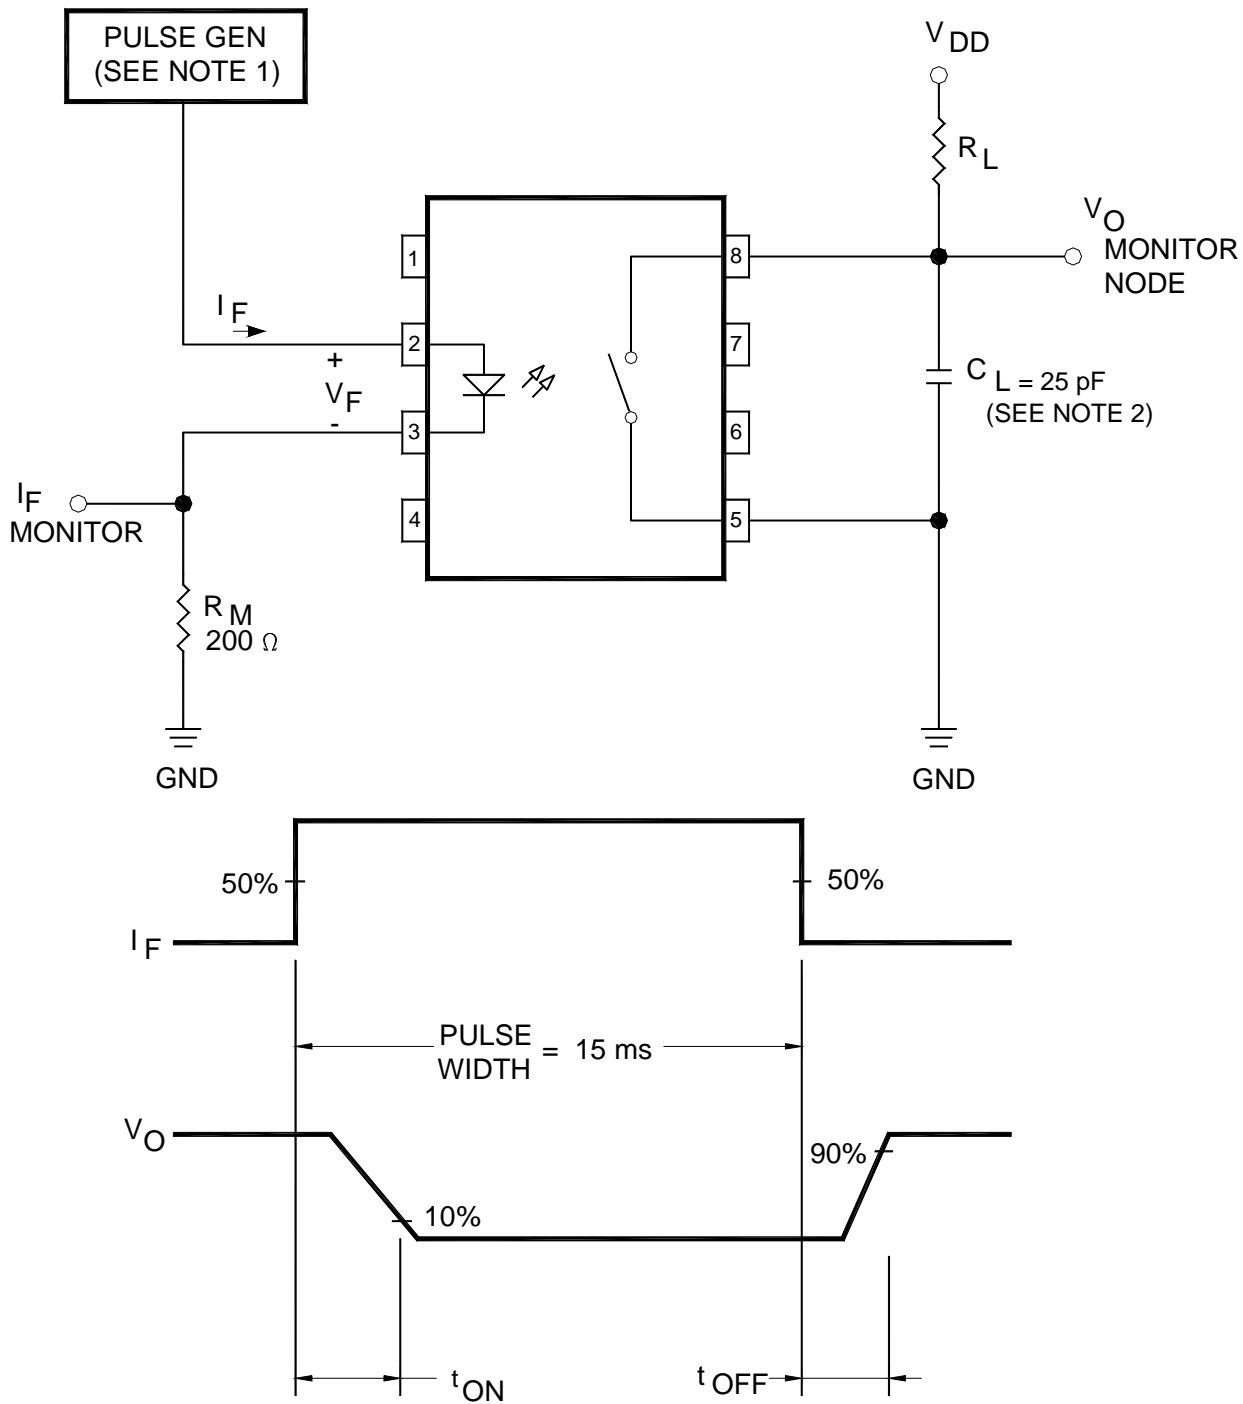 PULSE GEN
(SEE NOTE 1)
V DD
R L
V O
MONITOR
NODE
1
8
I F
2
7
+
V F
-
C L = 25 pF
(SEE NOTE 2)
3
6
I F
MONITOR
4
5
R M
200 Ω
GND
GND
50%
50%
I F
PULSE
WIDTH = 15 ms
V O
90%
10%
t ON
t OFF